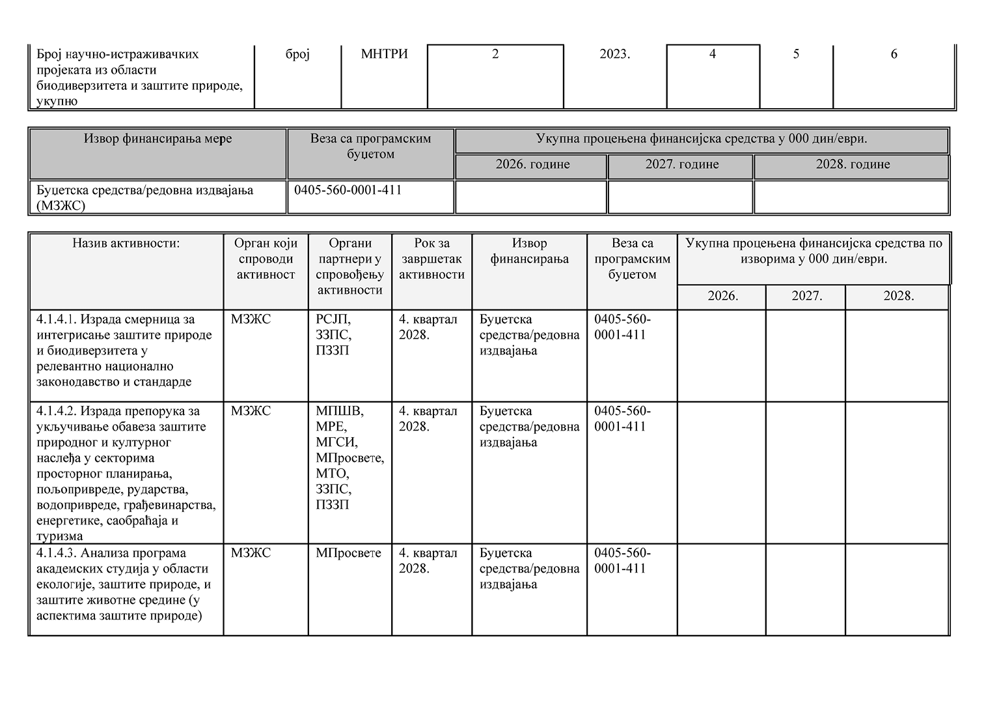 Број научно-истраживачких
пројеката из области
биодиверзитета и заштите природе,
укупно
број
МНТРИ
2
2023.
4
5
6
Извор финансирања мере
Веза са програмским
буџетом
Укупна процењена финансијска средства у 000 дин/еври.
2026. године
2027. године
2028. године
Буџетска средства/редовна издвајања
(МЗЖС)
0405-560-0001-411
Назив активности:
Орган који
спроводи
активност
Органи
партнери у
спровођењу
активности
Рок за
завршетак
активности
Извор
финансирања
Веза са
програмским
буџетом
Укупна процењена финансијска средства по
изворима у 000 дин/еври.
2026.
2027.
2028.
4.1.4.1. Израда смерница за
интегрисање заштите природе
и биодиверзитета у
релевантно национално
законодавство и стандарде
МЗЖС
РСЈП,
ЗЗПС,
ПЗЗП
4. квартал
2028.
Буџетска
средства/редовна
издвајања
0405-560-
0001-411
4.1.4.2. Израда препорука за
укључивање обавеза заштите
природног и културног
наслеђа у секторима
просторног планирања,
пољопривреде, рударства,
водопривреде, грађевинарства,
енергетике, саобраћаја и
туризма
МЗЖС
МПШВ,
МРЕ,
МГСИ,
МПросвете,
МТО,
ЗЗПС,
ПЗЗП
4. квартал
2028.
Буџетска
средства/редовна
издвајања
0405-560-
0001-411
4.1.4.3. Анализа програма
академских студија у области
екологије, заштите природе, и
заштите животне средине (у
аспектима заштите природе)
МЗЖС
МПросвете
4. квартал
2028.
Буџетска
средства/редовна
издвајања
0405-560-
0001-411